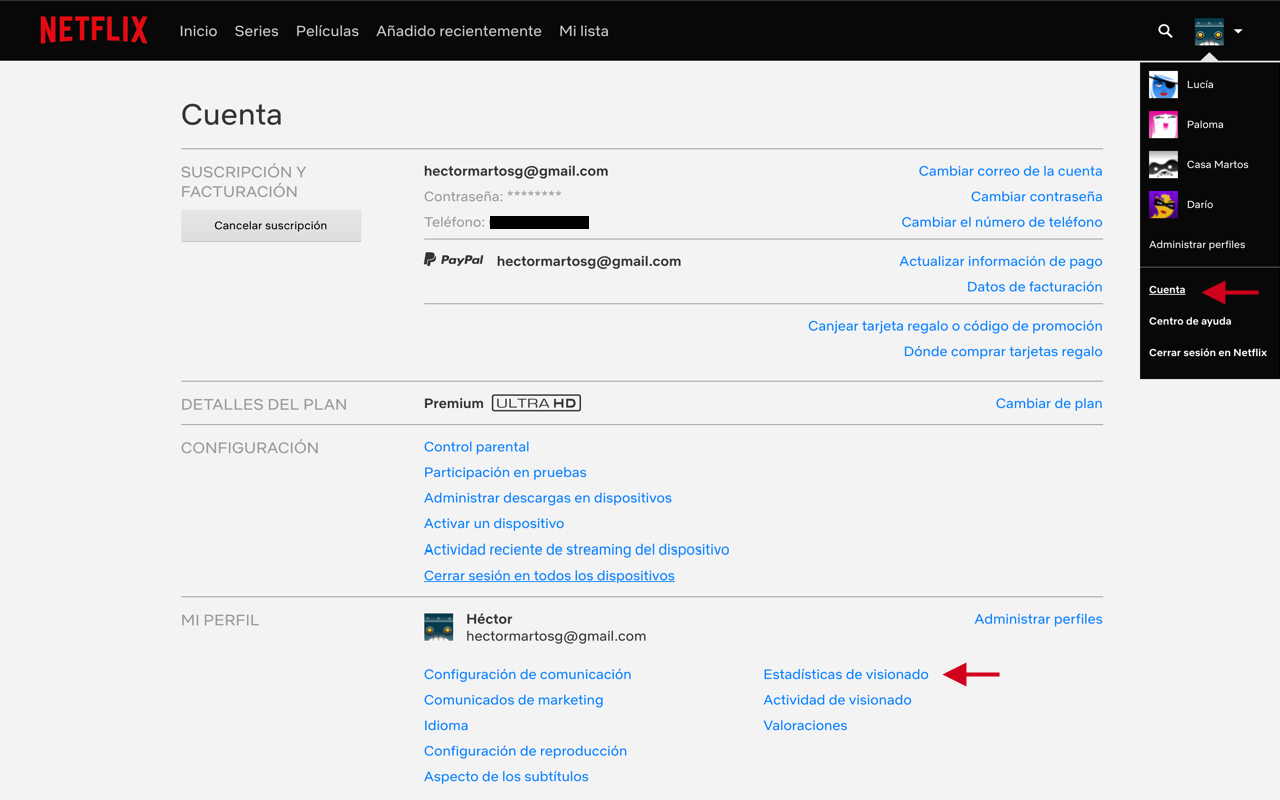 NETFLIX Inicio Series Películas Añadido recientemente Mi lista
Lucía
Paloma
Casa Martos
Darío
Administrar perfiles
Cuenta
Centro de ayuda
Cerrar sesión en Netflix
Cuenta
SUSCRIPCIÓN Y
FACTURACIÓN
Cancelar suscripción
hectormartosg@gmail.com Cambiar correo de la cuenta
Contraseña: ******** Cambiar contraseña
Teléfono: Cambiar el número de teléfono
PayPal hectormartosg@gmail.com Actualizar información de pago
Datos de facturación
Canjear tarjeta regalo o código de promoción
Dónde comprar tarjetas regalo
DETALLES DEL PLAN Premium ULTRA HD Cambiar de plan
CONFIGURACIÓN Control parental
Participación en pruebas
Administrar descargas en dispositivos
Activar un dispositivo
Actividad reciente de streaming del dispositivo
Cerrar sesión en todos los dispositivos
MI PERFIL Héctor Administrar perfiles
hectormartosg@gmail.com
Configuración de comunicación Estadísticas de visionado
Comunicados de marketing Actividad de visionado
Idioma Valoraciones
Configuración de reproducción
Aspecto de los subtítulos